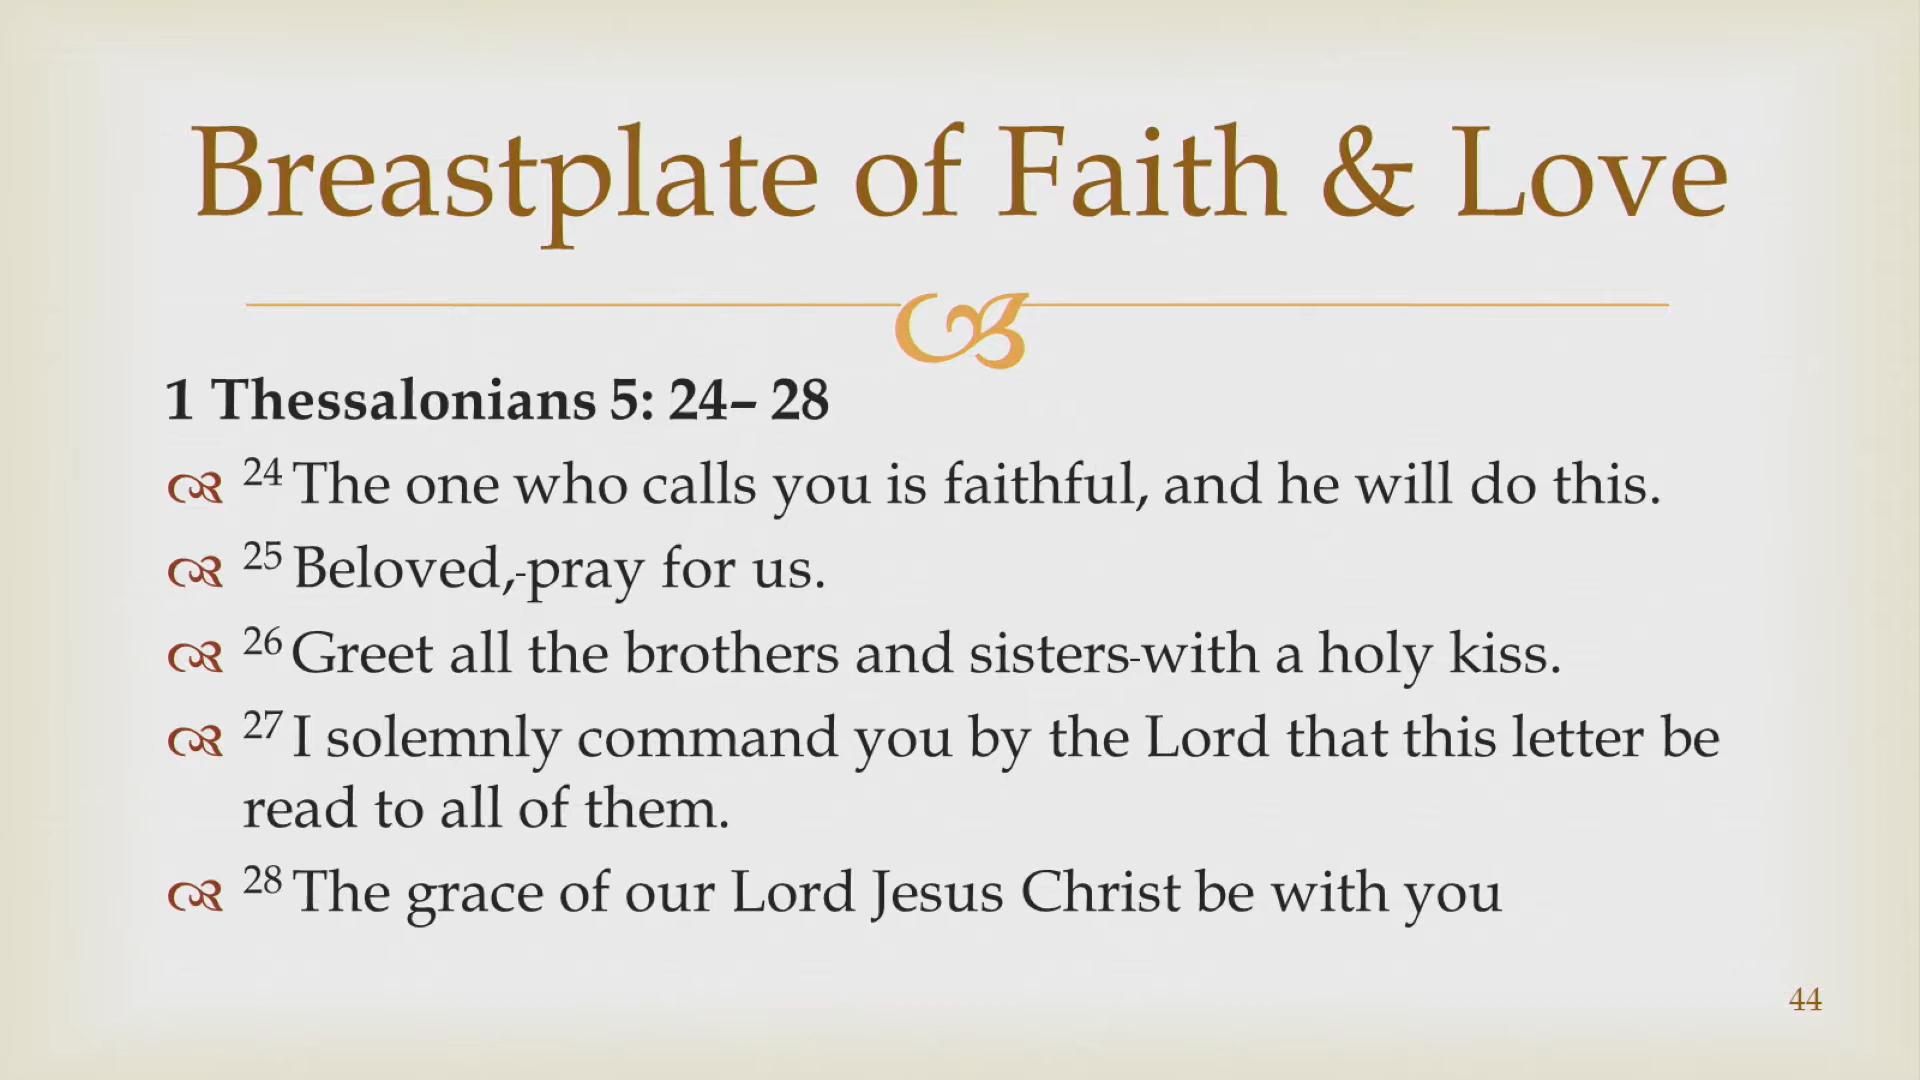 Breastplate of Faith & Love
1 Thessalonians 5: 24– 28
24 The one who calls you is faithful, and he will do this.
25 Beloved,-pray for us.
26 Greet all the brothers and sisters-with a holy kiss.
27 I solemnly command you by the Lord that this letter be
read to all of them.
28 The grace of our Lord Jesus Christ be with you
44